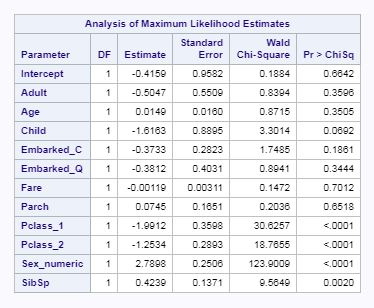 Analysis of Maximum Likelihood Estimates
Parameter DF Estimate Standard Error Wald Chi-Square Pr > ChiSq
Intercept 1 -0.4159 0.9582 0.1884 0.6642
Adult 1 -0.5047 0.5509 0.8394 0.3596
Age 1 0.0149 0.0160 0.8715 0.3505
Child 1 -1.6163 0.8895 3.3014 0.0692
Embarked_C 1 -0.3733 0.2823 1.7485 0.1861
Embarked_Q 1 -0.3812 0.4031 0.8941 0.3444
Fare 1 -0.00119 0.00311 0.1472 0.7012
Parch 1 0.0745 0.1651 0.2036 0.6518
Pclass_1 1 -1.9912 0.3598 30.6257 <.0001
Pclass_2 1 -1.2534 0.2893 18.7655 <.0001
Sex_numeric 1 2.7898 0.2506 123.9009 <.0001
SibSp 1 0.4239 0.1371 9.5649 0.0020